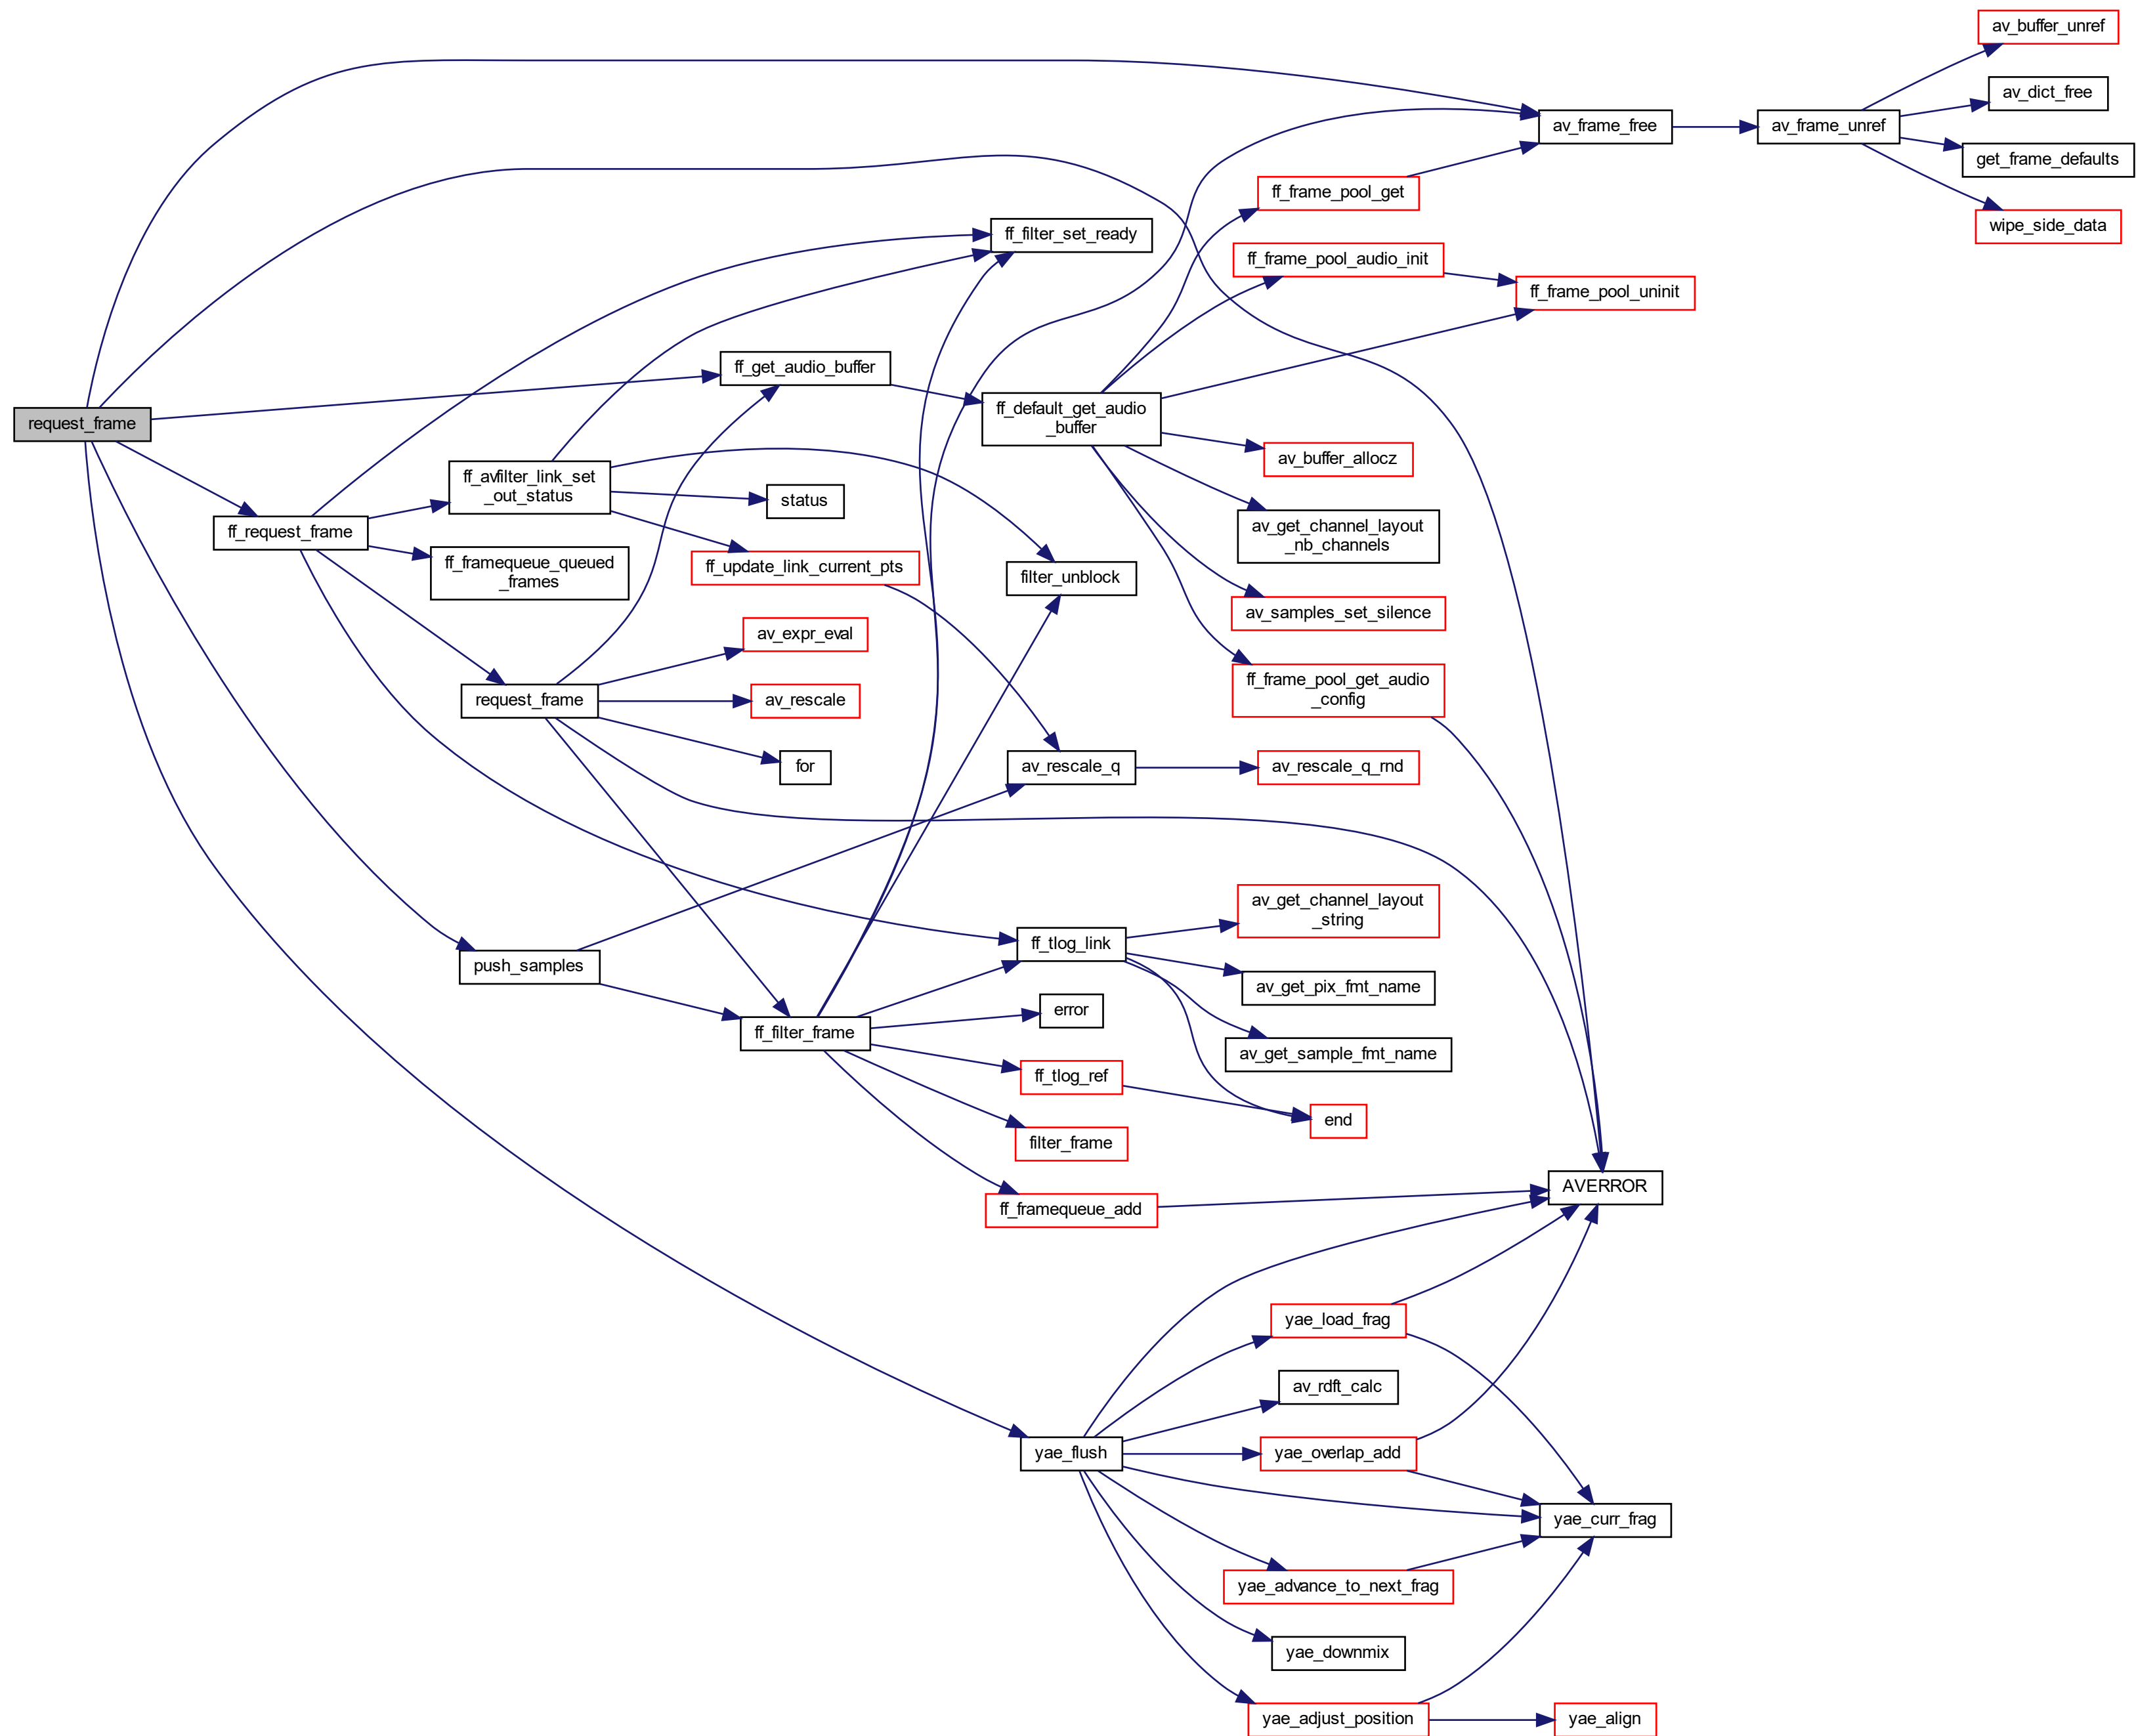 av_buffer_unref
av_dict_free
av_frame_free
av_frame_unref
get_frame_defaults
ff_frame_pool_get
wipe_side_data
ff_filter_set_ready
ff_frame_pool_audio_init
ff_frame_pool_uninit
ff_get_audio_buffer
request_frame
ff_default_get_audio
_buffer
av_buffer_allocz
ff_avfilter_link_set
_out_status
status
av_get_channel_layout
_nb_channels
ff_request_frame
ff_framequeue_queued
_frames
ff_update_link_current_pts
filter_unblock
av_samples_set_silence
av_expr_eval
request_frame
av_rescale
ff_frame_pool_get_audio
_config
for
av_rescale_q
av_rescale_q_rnd
av_get_channel_layout
_string
ff_tlog_link
push_samples
av_get_pix_fmt_name
error
ff_filter_frame
av_get_sample_fmt_name
ff_tlog_ref
end
filter_frame
AVERROR
ff_framequeue_add
yae_load_frag
av_rdft_calc
yae_flush
yae_overlap_add
yae_curr_frag
yae_advance_to_next_frag
yae_downmix
yae_adjust_position
yae_align